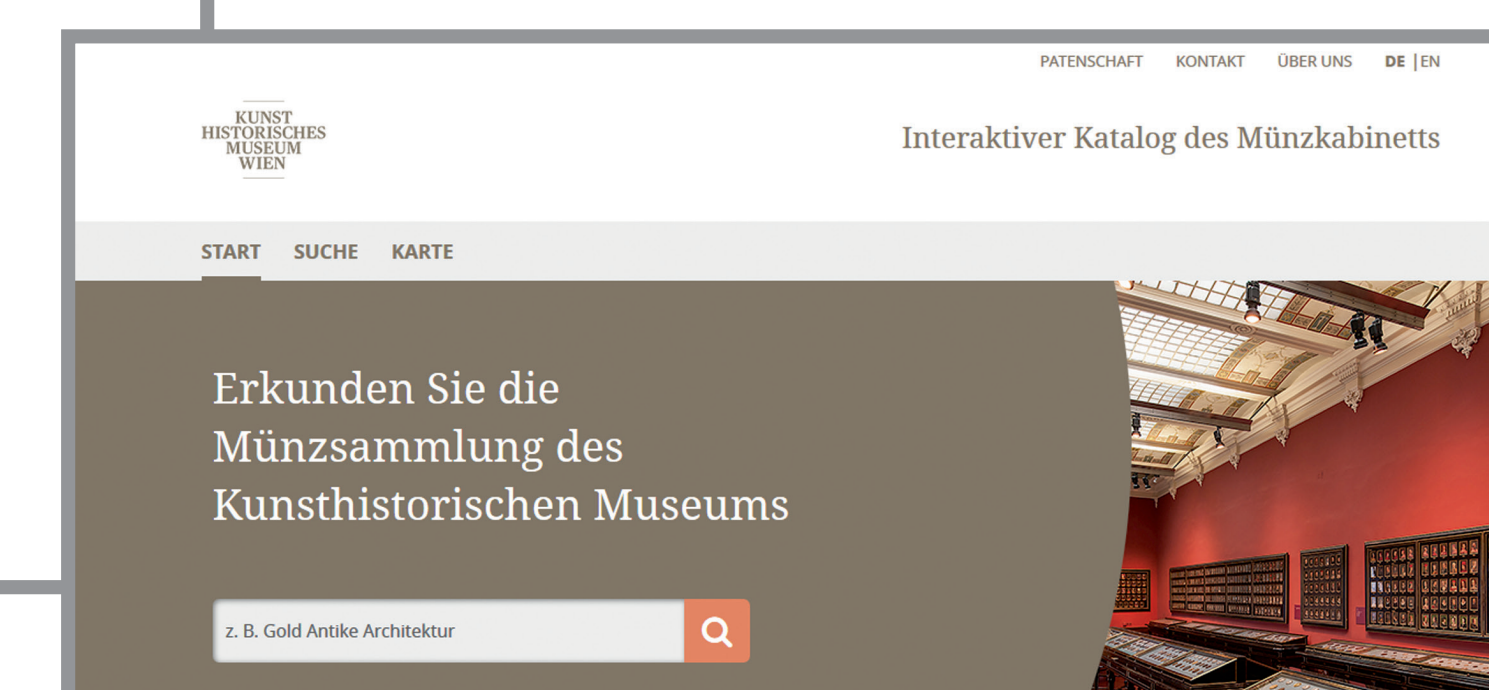 PATENSCHAFT KONTAKT ÜBER UNS DE | EN
KUNST
HISTORISCHES
MUSEUM
WIEN
Interaktiver Katalog des Münzkabinetts
START SUCHE KARTE
Erkunden Sie die
Münzsammlung des
Kunsthistorischen Museums
z. B. Gold Antike Architektur